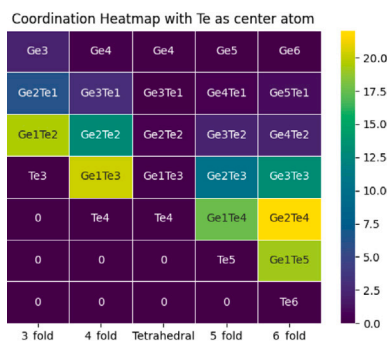 Coordination Heatmap with Te as center atom
Ge3 Ge4 Ge4 Ge5 Ge6
Ge2Te1 Ge3Te1 Ge3Te1 Ge4Te1 Ge5Te1
Ge1Te2 Ge2Te2 Ge2Te2 Ge3Te2 Ge4Te2
Te3 Ge1Te3 Ge1Te3 Ge2Te3 Ge3Te3
0 Te4 Te4 Ge1Te4 Ge2Te4
0 0 0 Te5 Ge1Te5
0 0 0 0 Te6
3 fold 4 fold Tetrahedral 5 fold 6 fold
20.0
17.5
15.0
12.5
10.0
7.5
5.0
2.5
0.0